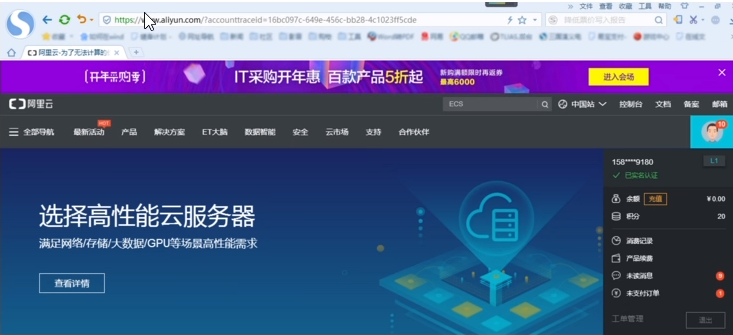 文件 查看 收藏 工具 帮助
https://www.aliyun.com/?accounttraceid=16bc097c-649e-456c-bb28-4c1023ff5cde
阿里云-为了无法计算的
开年采购季 IT采购开年惠 百款产品5折起 新购满额限时再返券
最高6000
进入会场
阿里云 ECS 中国站 控制台 文档 备案 邮箱
全部导航 最新活动 HOT 产品 解决方案 ET大脑 数据智能 安全 云市场 支持 合作伙伴 10
158****9180 L1
已实名认证
余额 充值 ¥0.00
积分 20
消费记录
产品续费
未读消息 9
未支付订单 1
工单管理 退出
选择高性能云服务器
满足网络/存储/大数据/GPU等场景高性能需求
查看详情